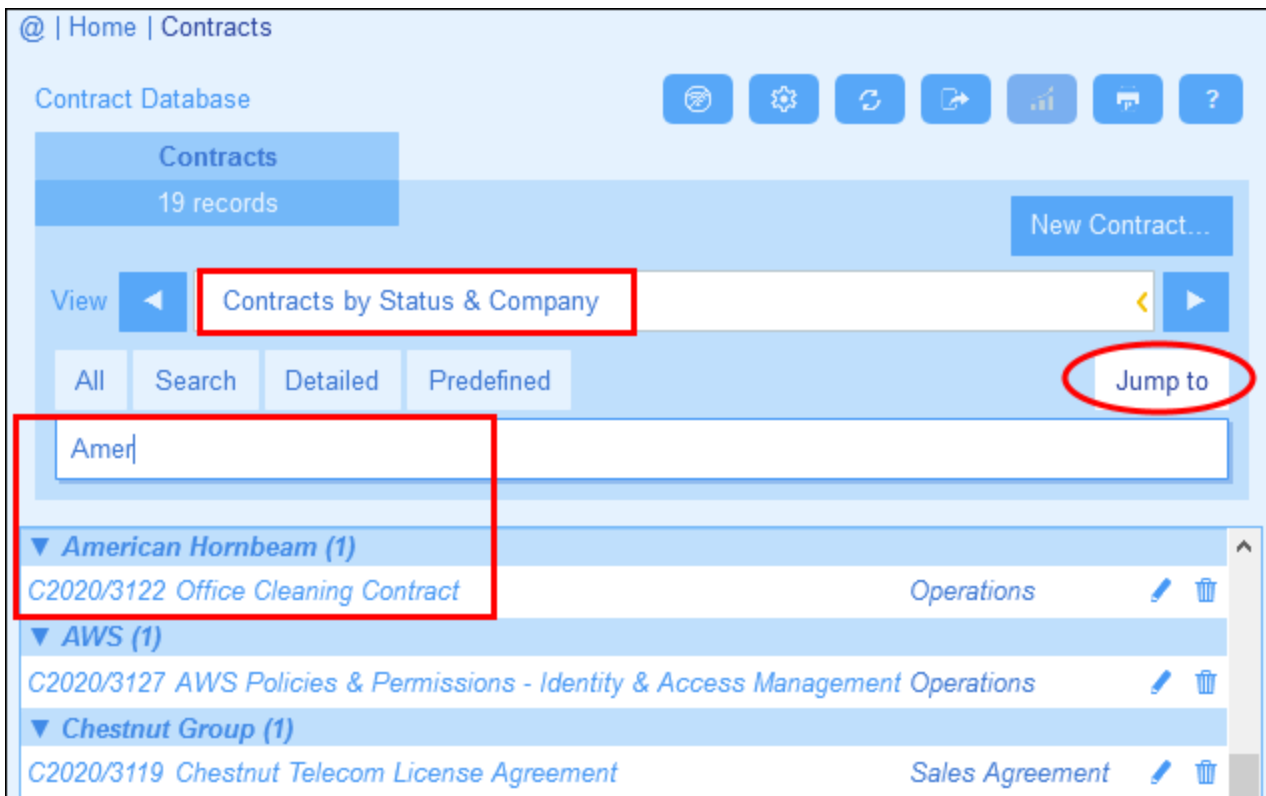 @ | Home | Contracts
Contract Database
?
Contracts
19 records
New Contract...
View Contracts by Status & Company
All Search Detailed Predefined Jump to
Amer
▼ American Hornbeam (1)
C2020/3122 Office Cleaning Contract Operations
▼ AWS (1)
C2020/3127 AWS Policies & Permissions - Identity & Access Management Operations
▼ Chestnut Group (1)
C2020/3119 Chestnut Telecom License Agreement Sales Agreement